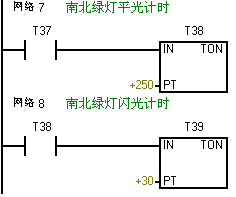 网络 7 南北绿灯平光计时
T37 T38
IN TON
+250 PT
网络 8 南北绿灯闪光计时
T38 T39
IN TON
+30 PT